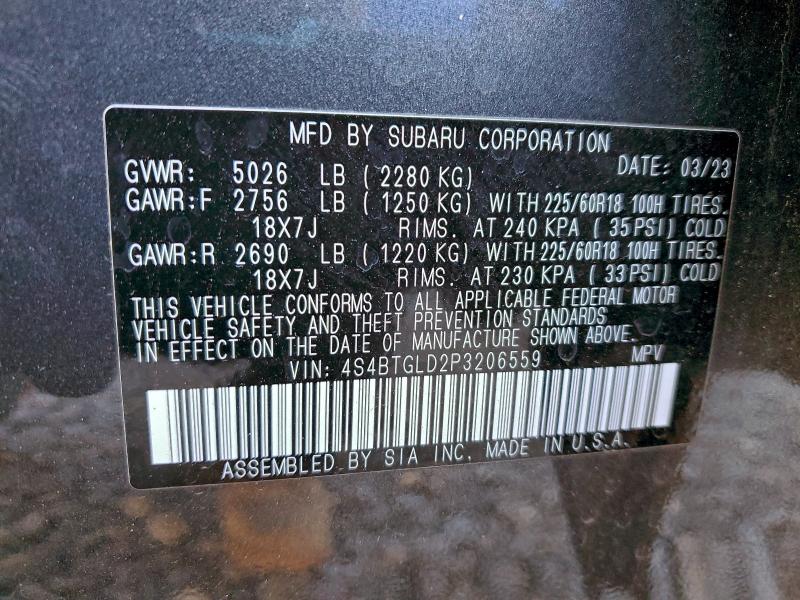 MFD BY SUBARU CORPORATION
DATE: 03/23
GVWR: 5026 LB ( 2280 KG)
GAWR:F 2756 LB ( 1250 KG) WITH 225/60R18 100H TIRES.
18X7J RIMS. AT 240 KPA ( 35 PSI) COLD
GAWR:R 2690 LB ( 1220 KG) WITH 225/60R18 100H TIRES.
18X7J RIMS. AT 230 KPA ( 33 PSI) COLD
THIS VEHICLE CONFORMS TO ALL APPLICABLE FEDERAL MOTOR
VEHICLE SAFETY AND THEFT PREVENTION STANDARDS
IN EFFECT ON THE DATE OF MANUFACTURE SHOWN ABOVE.
VIN: 4S4BTGLD2P3206559 MPV
ASSEMBLED BY SIA INC. MADE IN U.S.A.